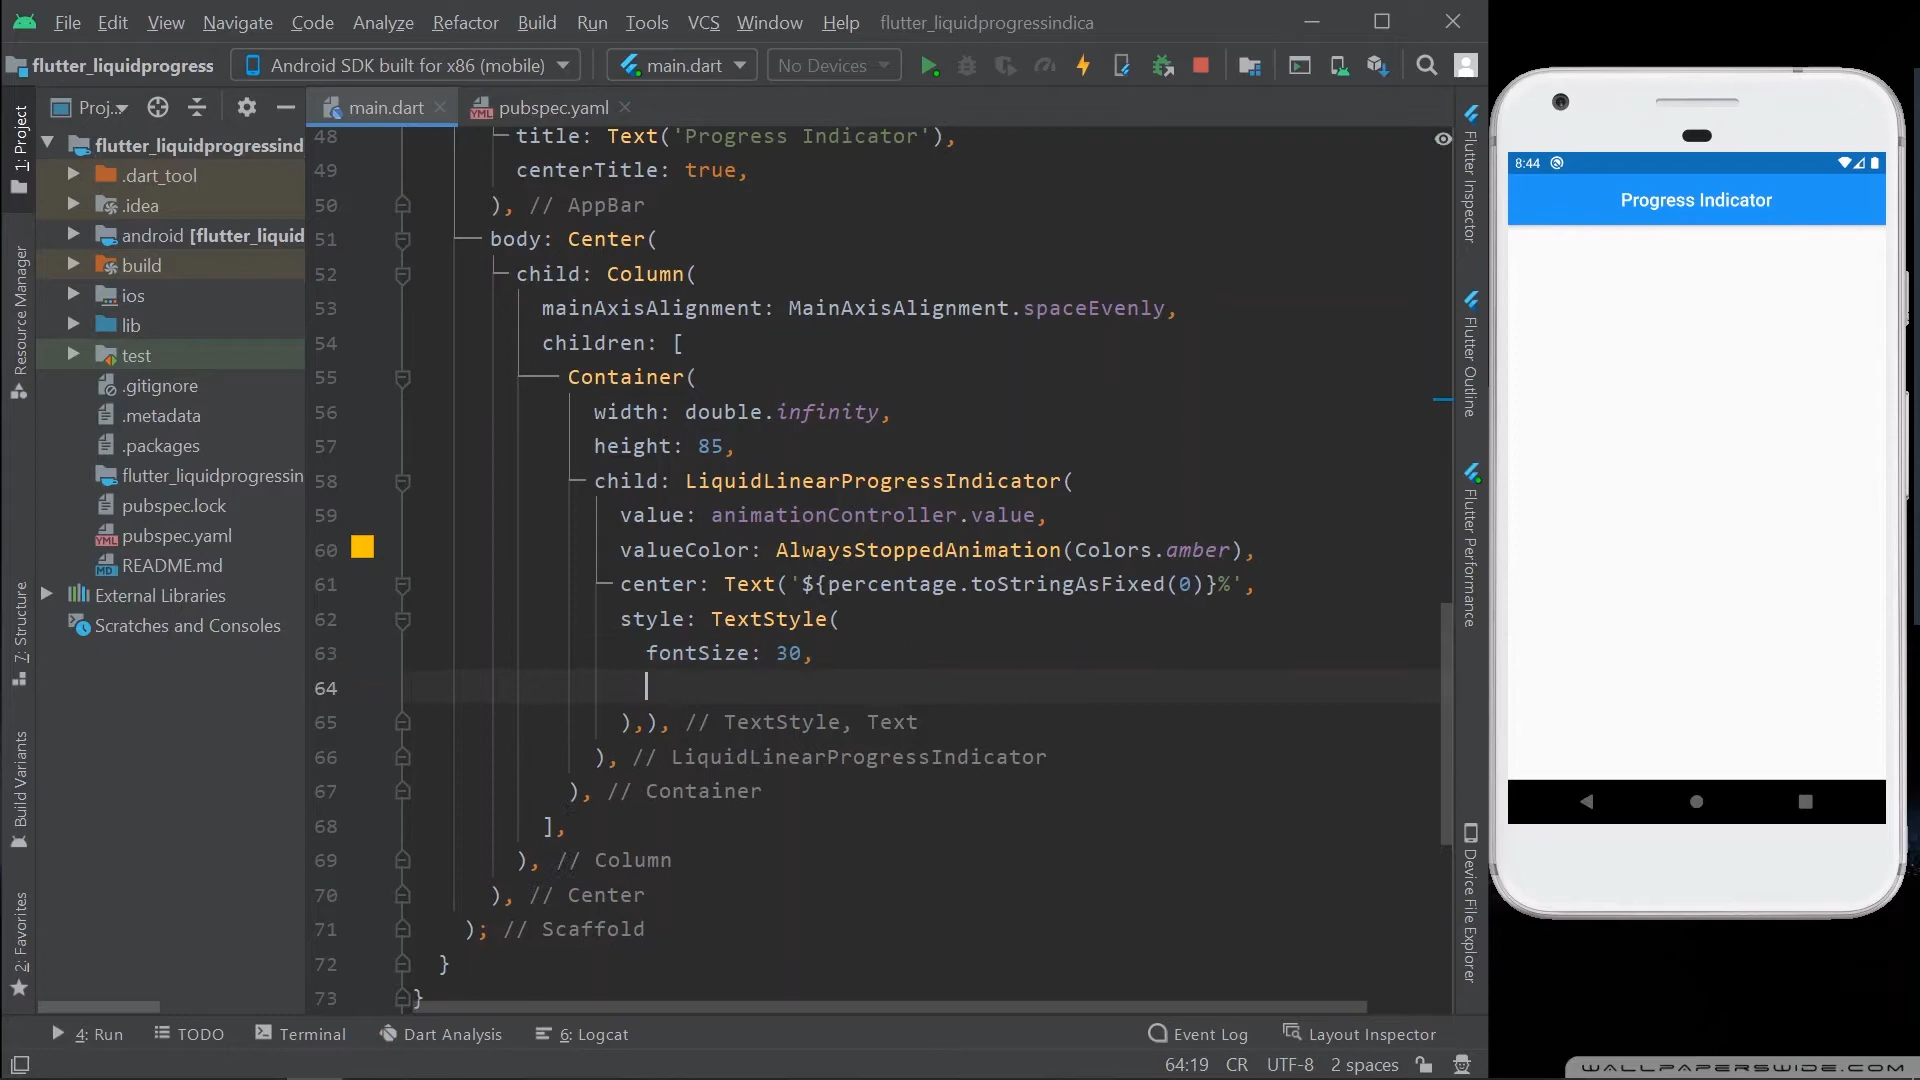 File Edit View Navigate Code Analyze Refactor Build Run Tools VCS Window Help flutter_liquidprogressindica
flutter_liquidprogress Android SDK built for x86 (mobile) main.dart No Devices
Proj... main.dart pubspec.yaml
1: Project
Resource Manager
7: Structure
Build Variants
2: Favorites
flutter_liquidprogressind
.dart_tool
.idea
android [flutter_liquid
build
ios
lib
test
.gitignore
.metadata
.packages
flutter_liquidprogressin
pubspec.lock
pubspec.yaml
README.md
External Libraries
Scratches and Consoles
48 title: Text('Progress Indicator'),
49 centerTitle: true,
50 ), // AppBar
51 body: Center(
52 child: Column(
53 mainAxisAlignment: MainAxisAlignment.spaceEvenly,
54 children: [
55 Container(
56 width: double.infinity,
57 height: 85,
58 child: LiquidLinearProgressIndicator(
59 value: animationController.value,
60 valueColor: AlwaysStoppedAnimation(Colors.amber),
61 center: Text('${percentage.toStringAsFixed(0)}%',
62 style: TextStyle(
63 fontSize: 30,
64
65 ),), // TextStyle, Text
66 ), // LiquidLinearProgressIndicator
67 ), // Container
68 ],
69 ), // Column
70 ), // Center
71 ); // Scaffold
72 }
73 }
Flutter Inspector
Flutter Outline
Flutter Performance
Device File Explorer
8:44
Progress Indicator
4: Run TODO Terminal Dart Analysis 6: Logcat Event Log Layout Inspector
64:19 CR UTF-8 2 spaces
WALLPAPERSWIDE.COM